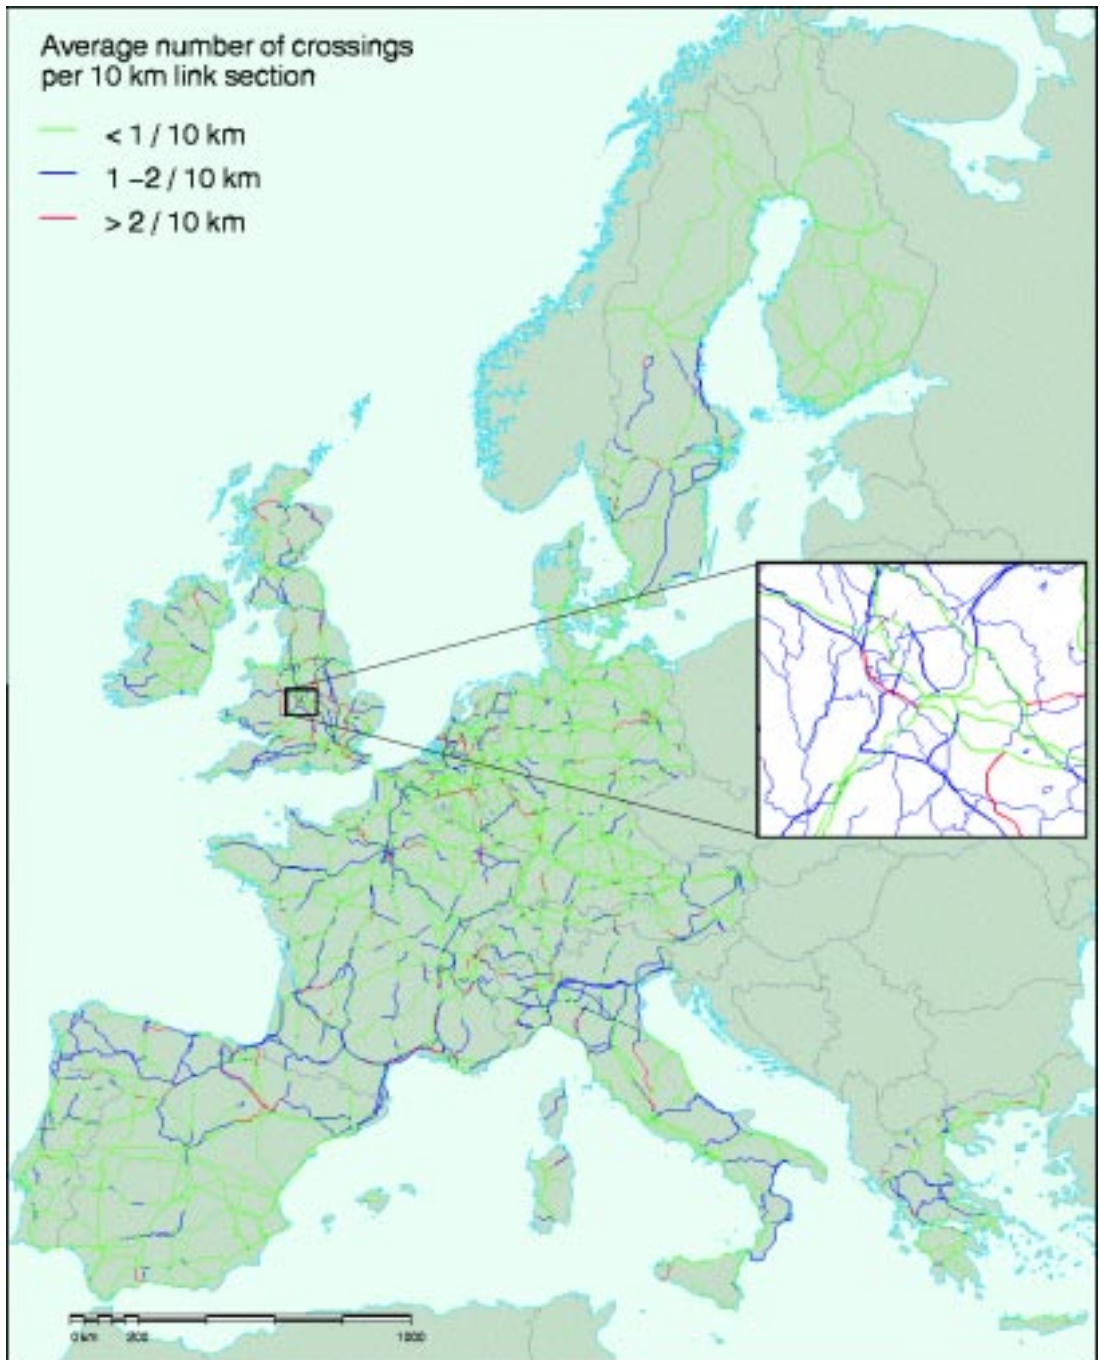 Average number of crossings
per 10 km link section
< 1 / 10 km
1 –2 / 10 km
> 2 / 10 km
0 km 200 1000